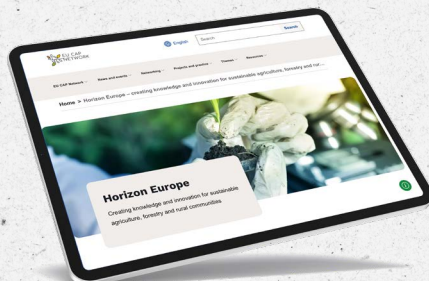 EU CAP
NETWORK
English
Search
Search
EU CAP Network
News and events
Networking
Projects and practice
Themes
Resources
Home > Horizon Europe – creating knowledge and innovation for sustainable agriculture, forestry and rur...
Horizon Europe
Creating knowledge and innovation for sustainable
agriculture, forestry and rural communities